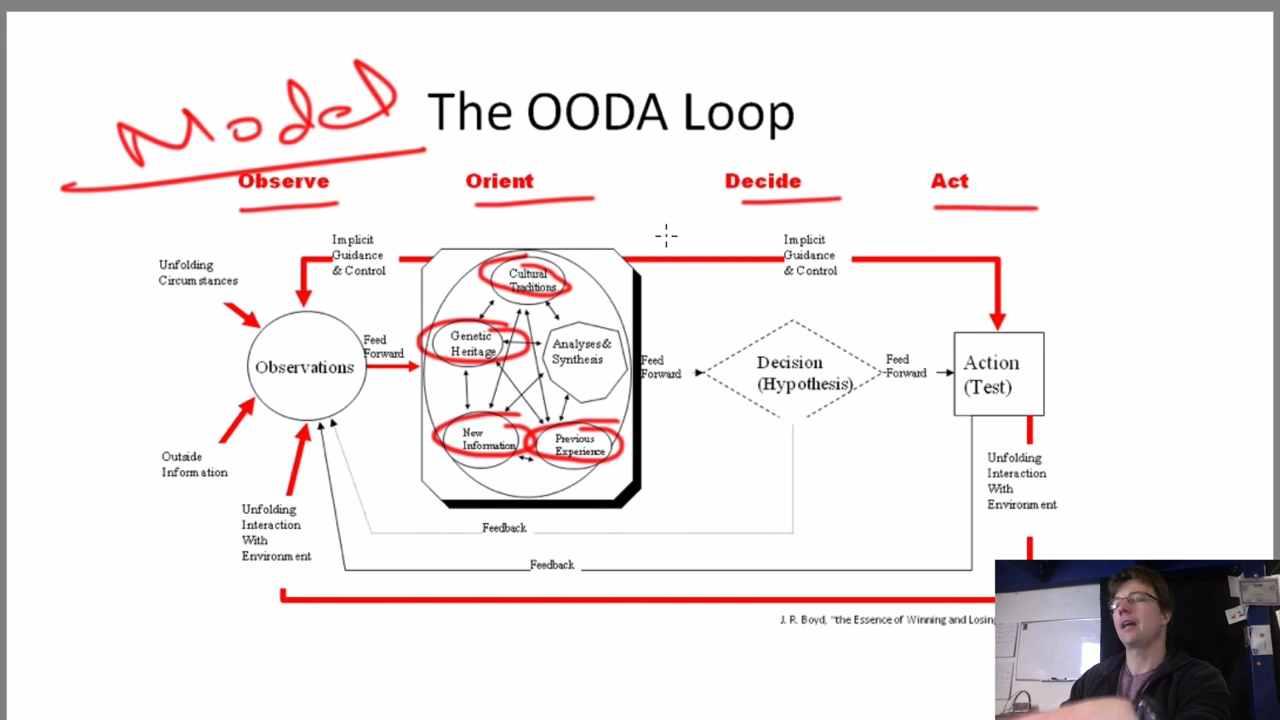 Model
The OODA Loop
Observe
Orient
Decide
Act
Implicit
Guidance
& Control
Implicit
Guidance
& Control
Unfolding
Circumstances
Cultural
Traditions
Genetic
Heritage
Analyses &
Synthesis
New
Information
Previous
Experience
Observations
Feed
Forward
Feed
Forward
Decision
(Hypothesis)
Feed
Forward
Action
(Test)
Outside
Information
Unfolding
Interaction
With
Environment
Unfolding
Interaction
With
Environment
Feedback
Feedback
J. R. Boyd, "the Essence of Winning and Losing